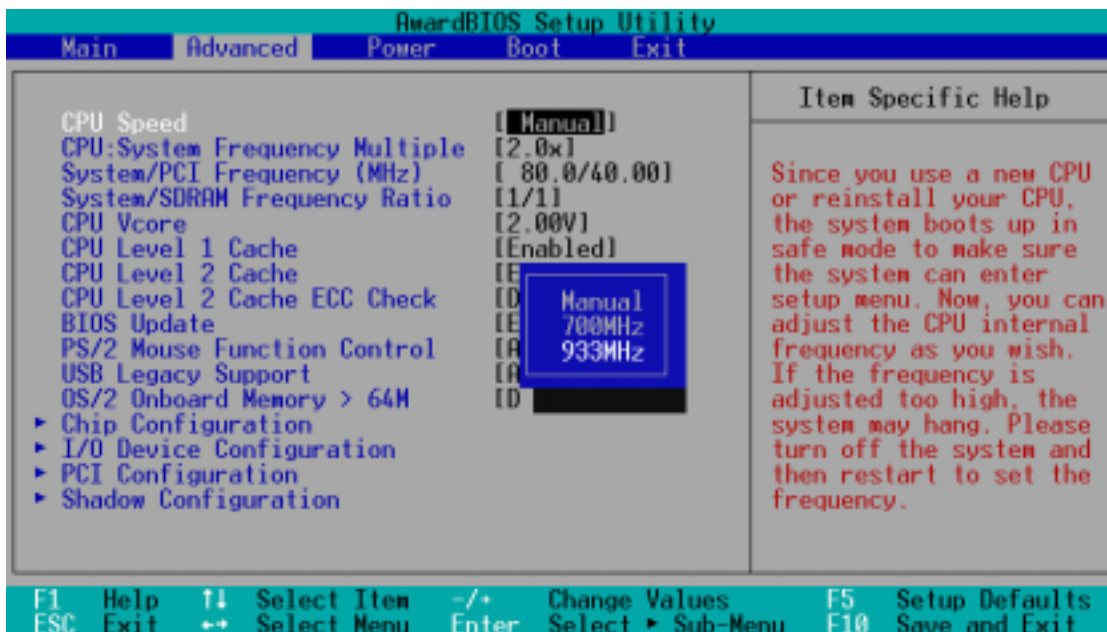 AwardBIOS Setup Utility
Main Advanced Power Boot Exit
Item Specific Help
CPU Speed [ Manual]
CPU:System Frequency Multiple [2.0x]
System/PCI Frequency (MHz) [ 80.0/40.00]
System/SDRAM Frequency Ratio [1/1]
CPU Vcore [2.00V]
CPU Level 1 Cache [Enabled]
CPU Level 2 Cache [E
CPU Level 2 Cache ECC Check [D
BIOS Update [E
PS/2 Mouse Function Control [A
USB Legacy Support [A
OS/2 Onboard Memory > 64M [D
► Chip Configuration
► I/O Device Configuration
► PCI Configuration
► Shadow Configuration
Manual
700MHz
933MHz
Since you use a new CPU
or reinstall your CPU,
the system boots up in
safe mode to make sure
the system can enter
setup menu. Now, you can
adjust the CPU internal
frequency as you wish.
If the frequency is
adjusted too high, the
system may hang. Please
turn off the system and
then restart to set the
frequency.
F1 Help ↑↓ Select Item -/+ Change Values F5 Setup Defaults
ESC Exit ←→ Select Menu Enter Select ► Sub-Menu F10 Save and Exit